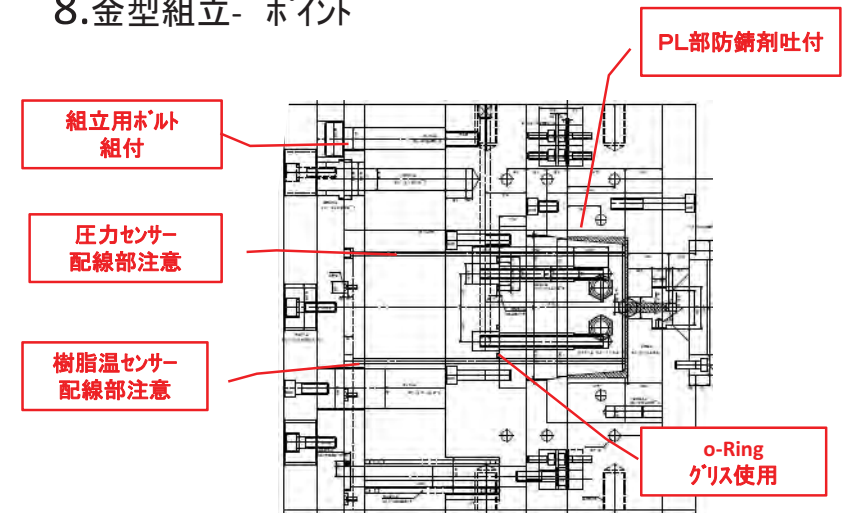 8.金型組立- ポイント
PL部防錆剤吐付
組立用ボルト
組付
圧力センサー
配線部注意
樹脂温センサー
配線部注意
o-Ring
グリス使用